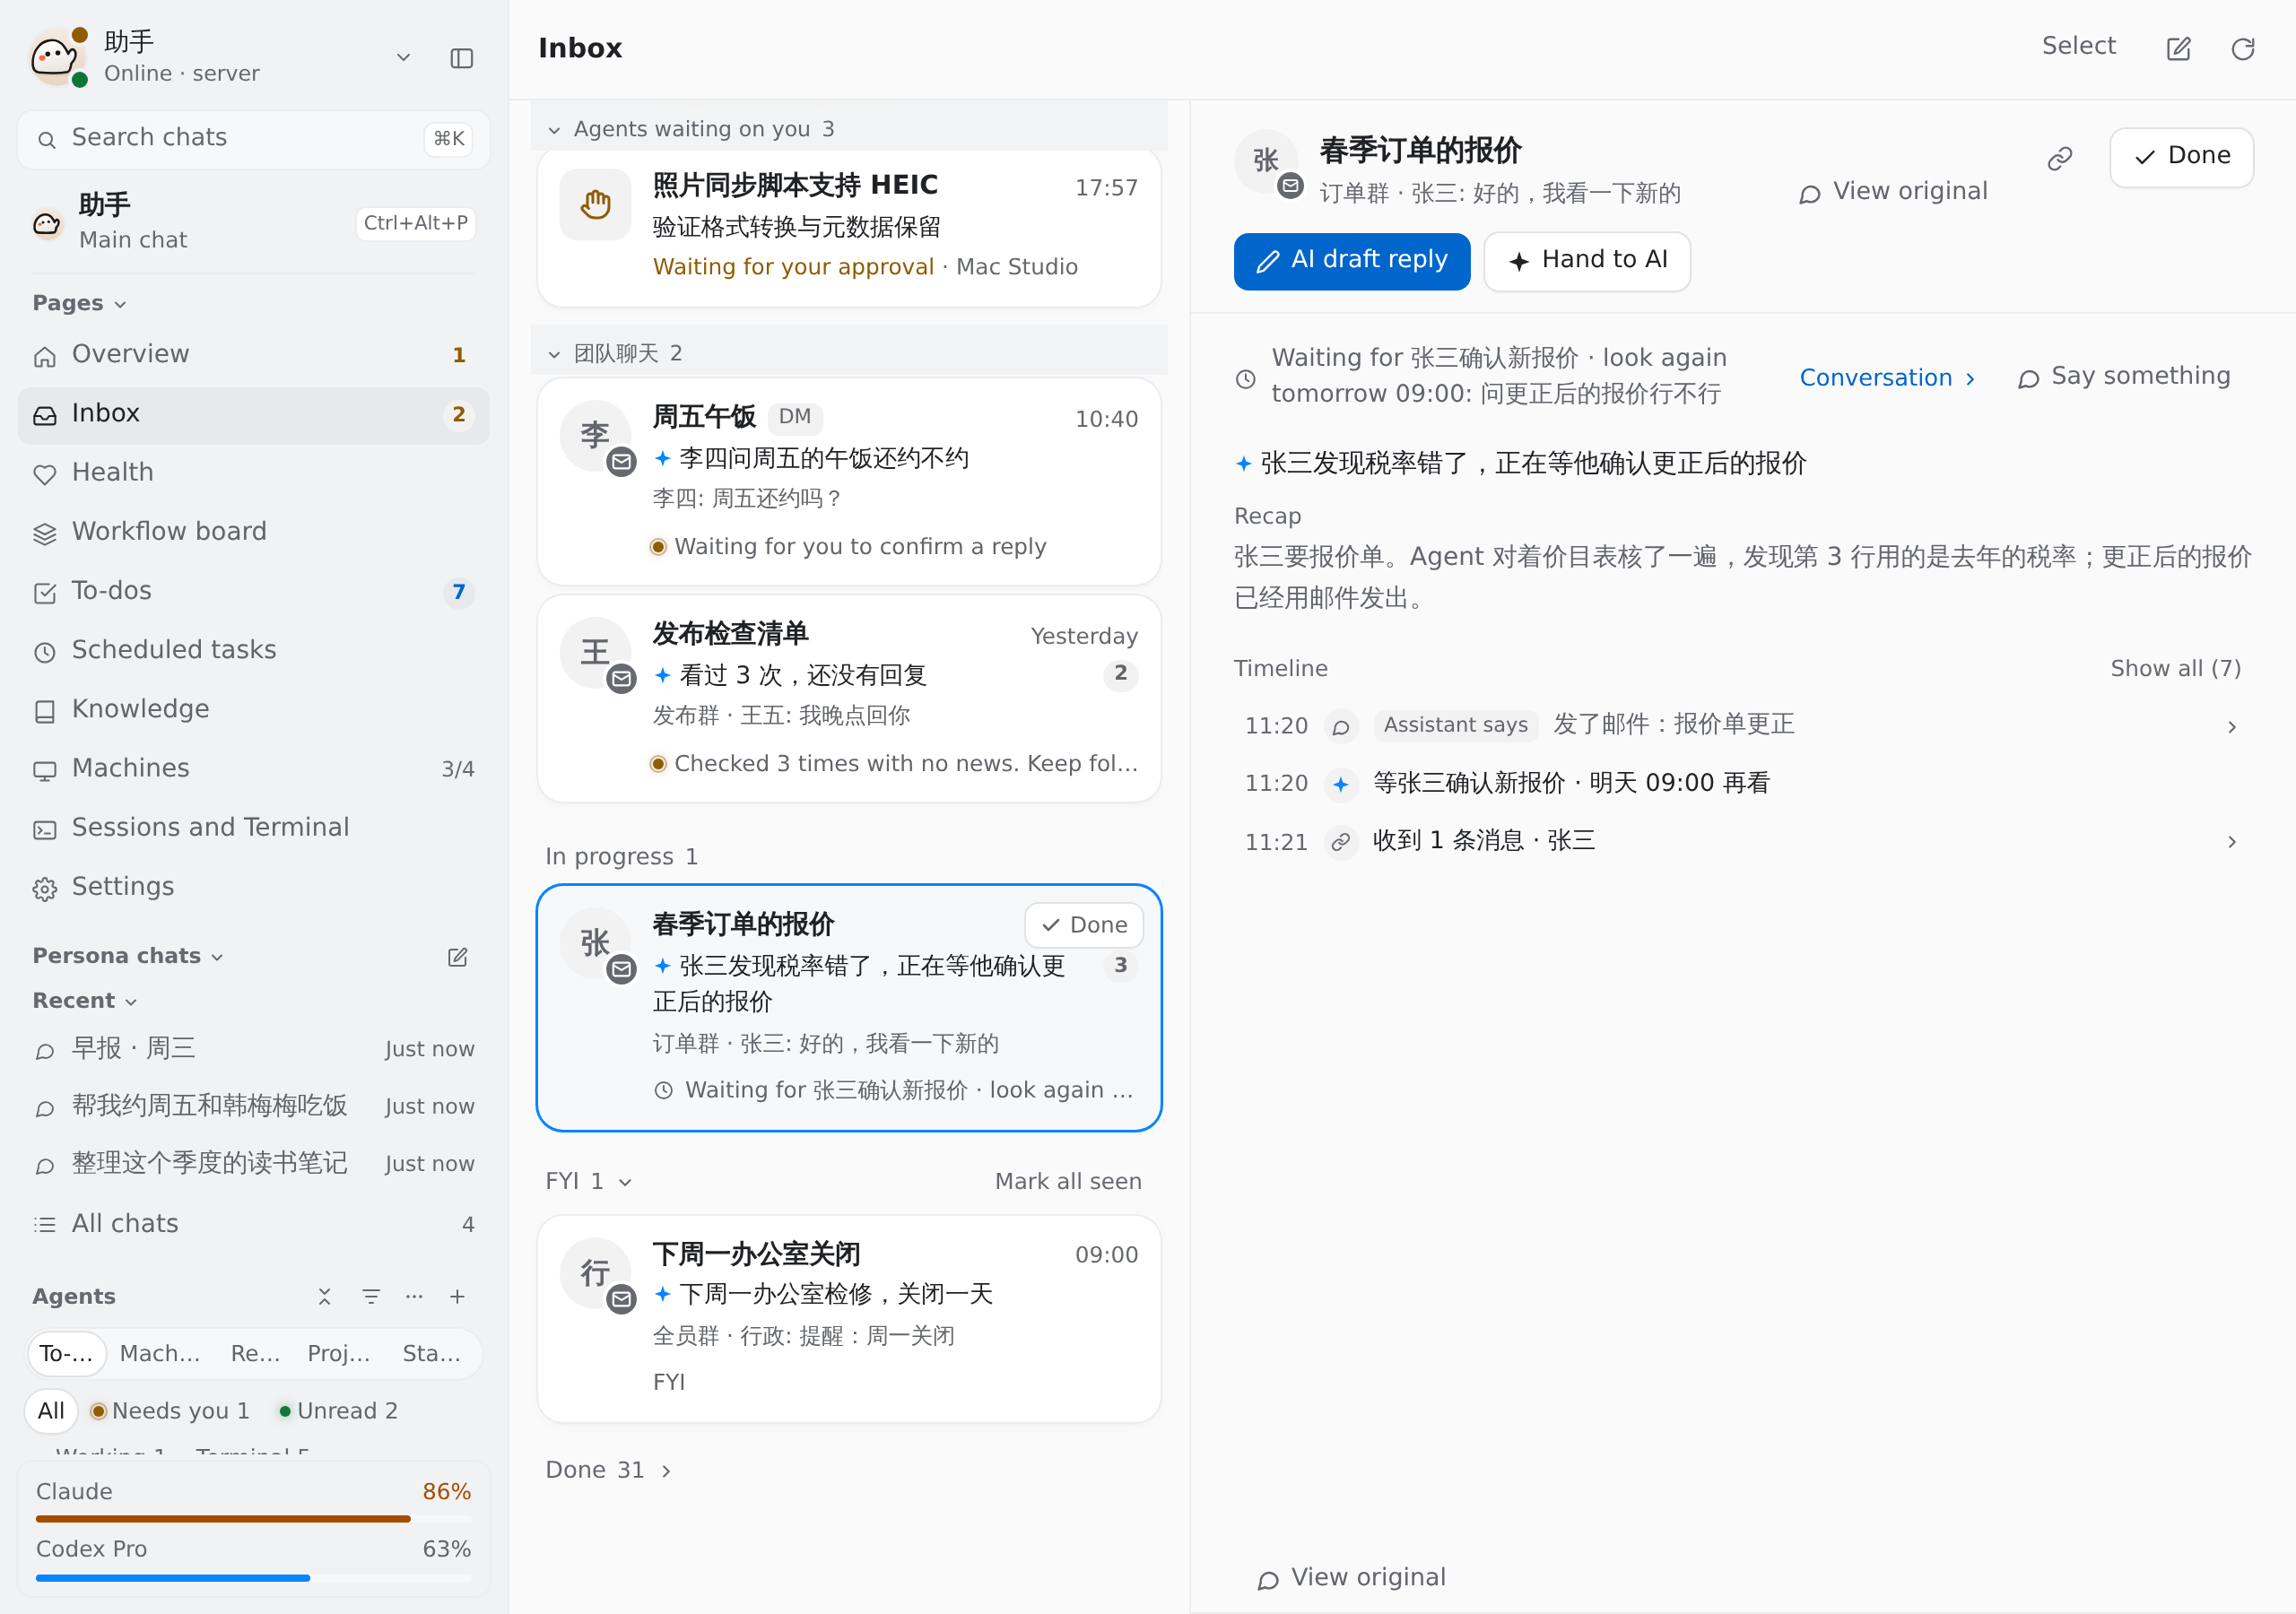 助手
Online · server
Search chats
⌘K
助手
Main chat
Ctrl+Alt+P
Pages
Overview
1
Inbox
2
Health
Workflow board
To-dos
7
Scheduled tasks
Knowledge
Machines
3/4
Sessions and Terminal
Settings
Persona chats
Recent
早报 · 周三
Just now
帮我约周五和韩梅梅吃饭
Just now
整理这个季度的读书笔记
Just now
All chats
4
Agents
To-…
Mach…
Re…
Proj…
Sta…
All
Needs you 1
Unread 2
Working 1
Terminal 5
Claude
86%
Codex Pro
63%
Inbox
Select
Agents waiting on you 3
照片同步脚本支持 HEIC
17:57
验证格式转换与元数据保留
Waiting for your approval · Mac Studio
团队聊天 2
李
周五午饭
DM
10:40
李四问周五的午饭还约不约
李四: 周五还约吗？
Waiting for you to confirm a reply
王
发布检查清单
Yesterday
看过 3 次，还没有回复
2
发布群 · 王五: 我晚点回你
Checked 3 times with no news. Keep fol…
In progress 1
张
春季订单的报价
Done
张三发现税率错了，正在等他确认更
正后的报价
3
订单群 · 张三: 好的，我看一下新的
Waiting for 张三确认新报价 · look again …
FYI 1
Mark all seen
行
下周一办公室关闭
09:00
下周一办公室检修，关闭一天
全员群 · 行政: 提醒：周一关闭
FYI
Done 31
张
春季订单的报价
订单群 · 张三: 好的，我看一下新的
View original
Done
AI draft reply
Hand to AI
Waiting for 张三确认新报价 · look again
tomorrow 09:00: 问更正后的报价行不行
Conversation
Say something
张三发现税率错了，正在等他确认更正后的报价
Recap
张三要报价单。Agent 对着价目表核了一遍，发现第 3 行用的是去年的税率；更正后的报价
已经用邮件发出。
Timeline
Show all (7)
11:20
Assistant says
发了邮件：报价单更正
11:20
等张三确认新报价 · 明天 09:00 再看
11:21
收到 1 条消息 · 张三
View original